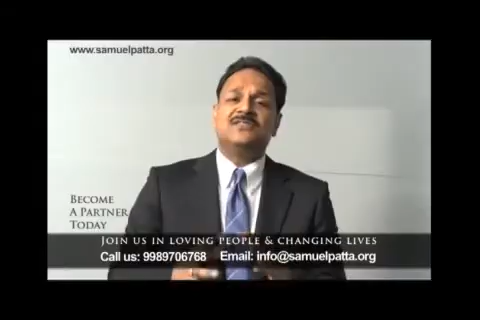 www.samuelpatta.org
BECOME
A PARTNER
TODAY
JOIN US IN LOVING PEOPLE & CHANGING LIVES
Call us: 9989706768 Email: info@samuelpatta.org